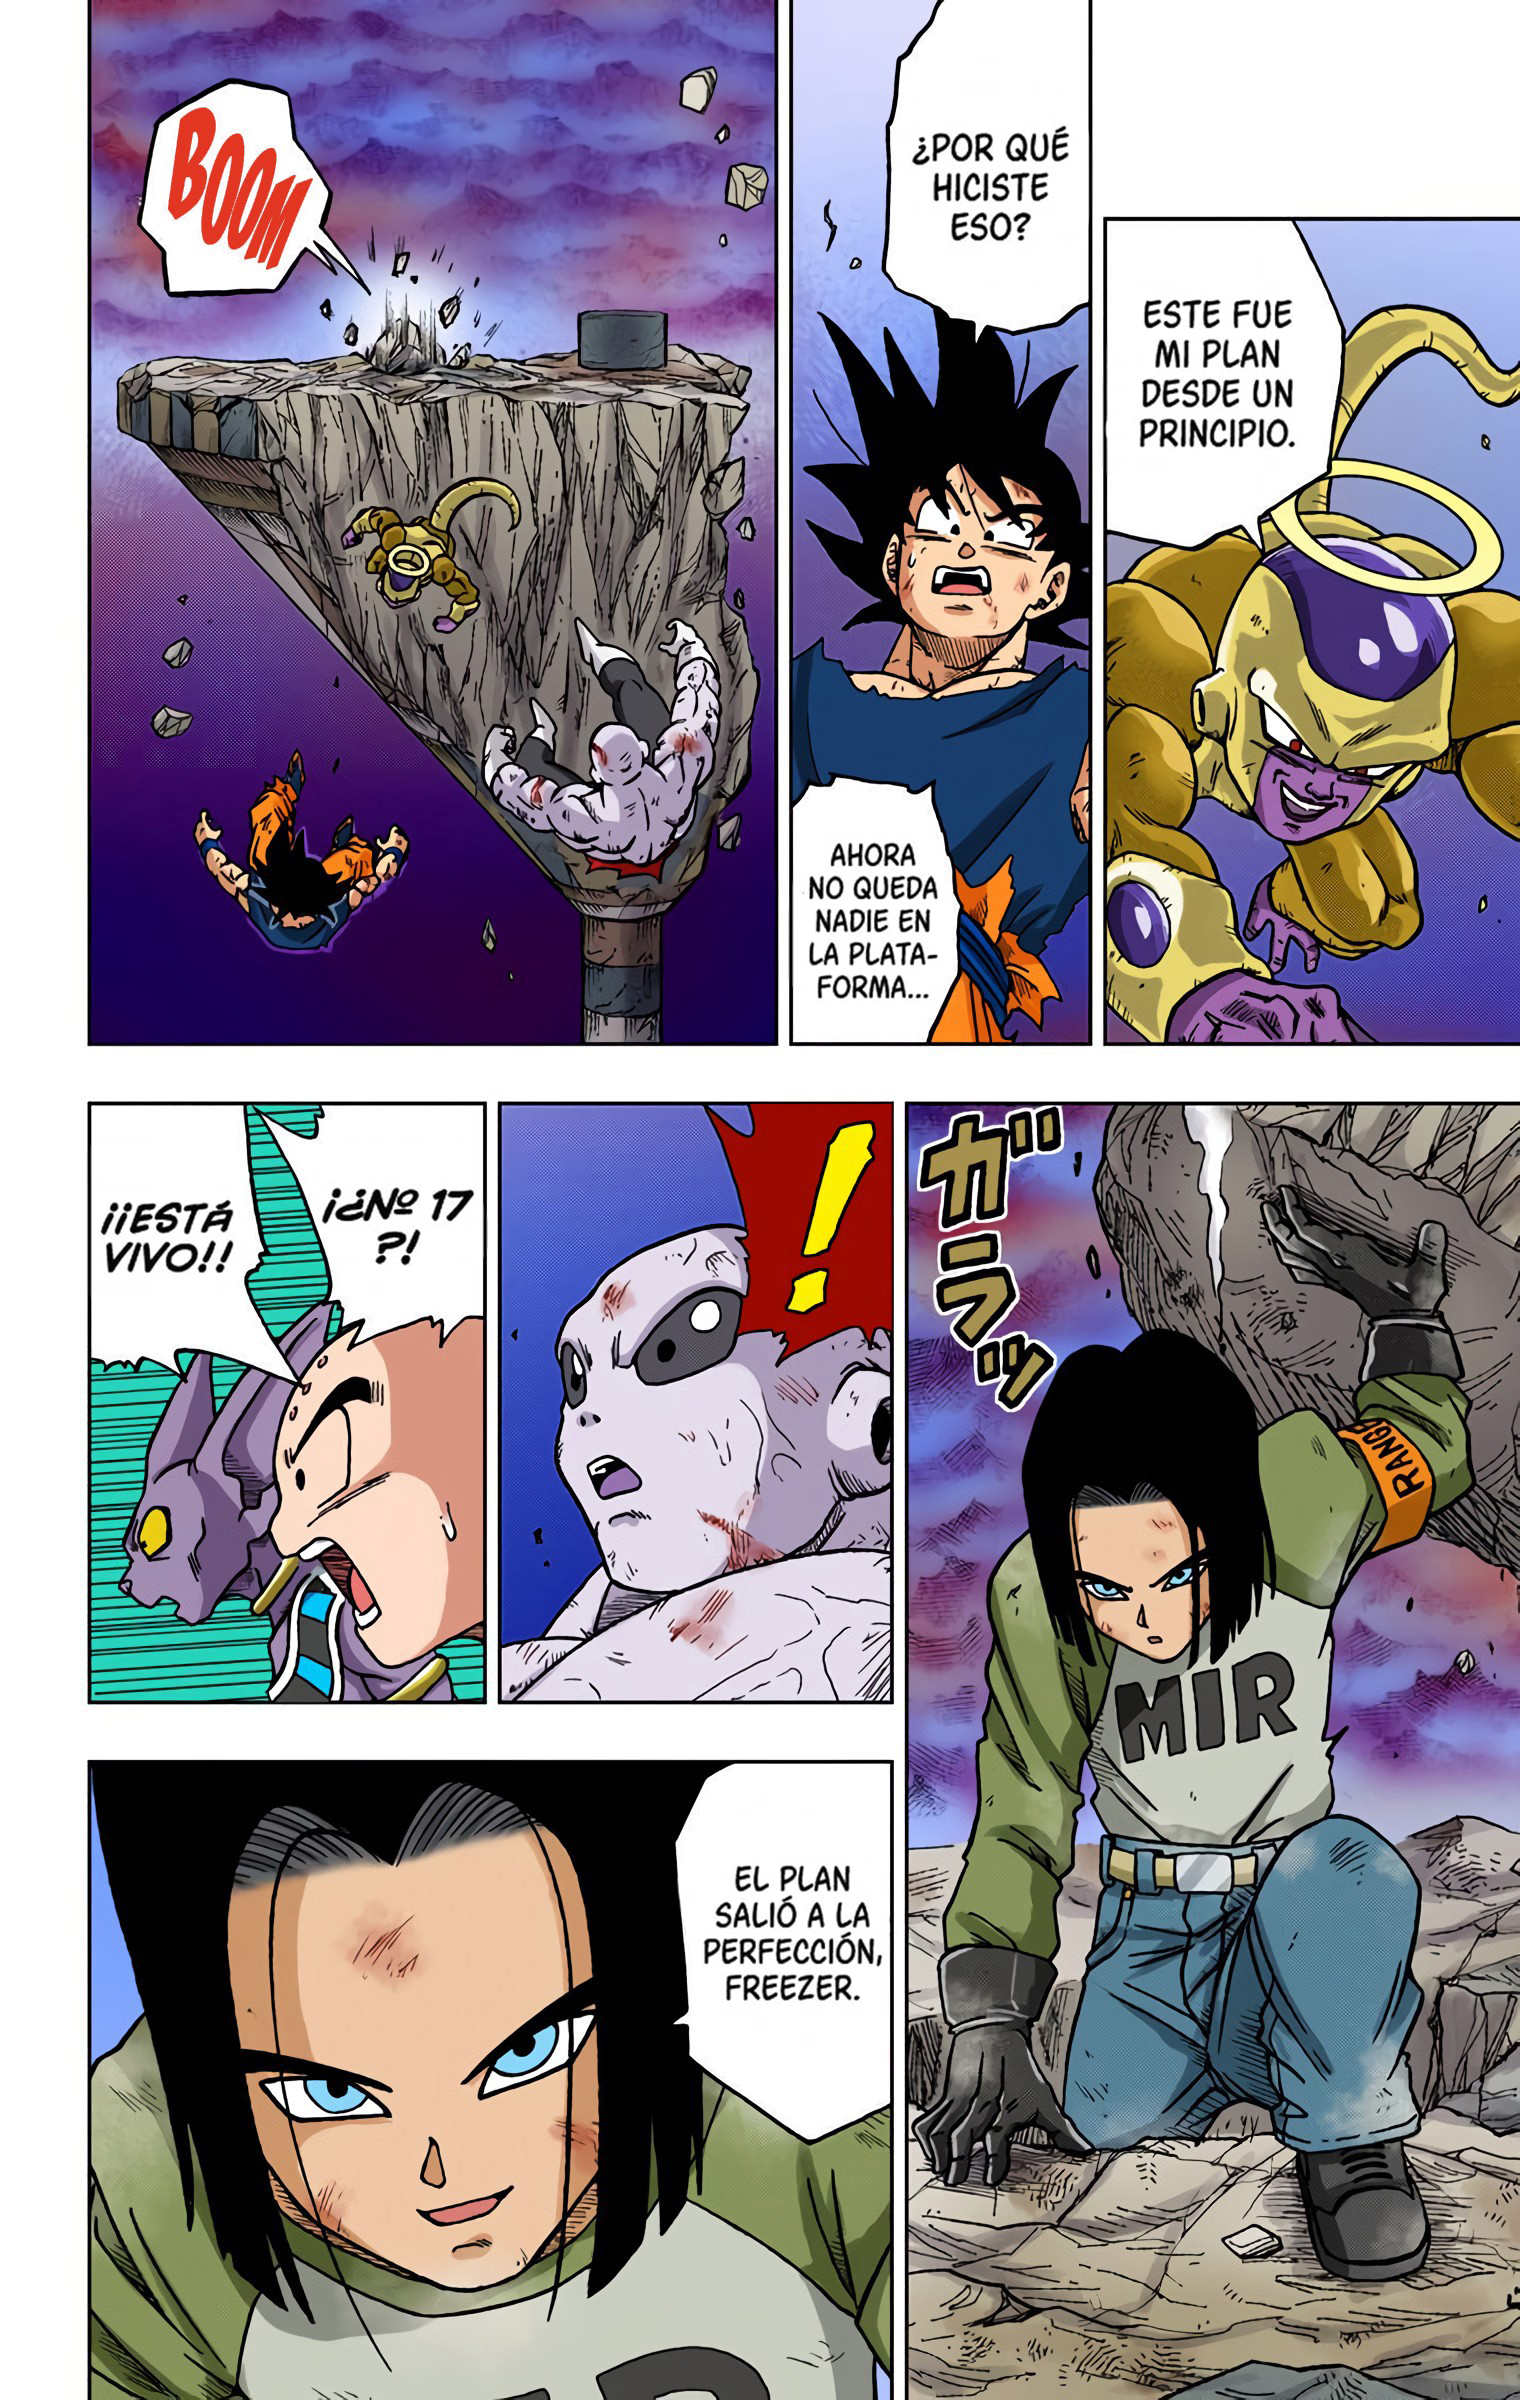 ESTE FUE
MI PLAN
DESDE UN
PRINCIPIO.
¿POR QUÉ
HICISTE
ESO?
AHORA
NO QUEDA
NADIE EN
LA PLATA-
FORMA...
BOOM
ガラッ
RANGE
MIR
!
¡¿Nº 17
?!
¡¡ESTÁ
VIVO!!
EL PLAN
SALIÓ A LA
PERFECCIÓN,
FREEZER.